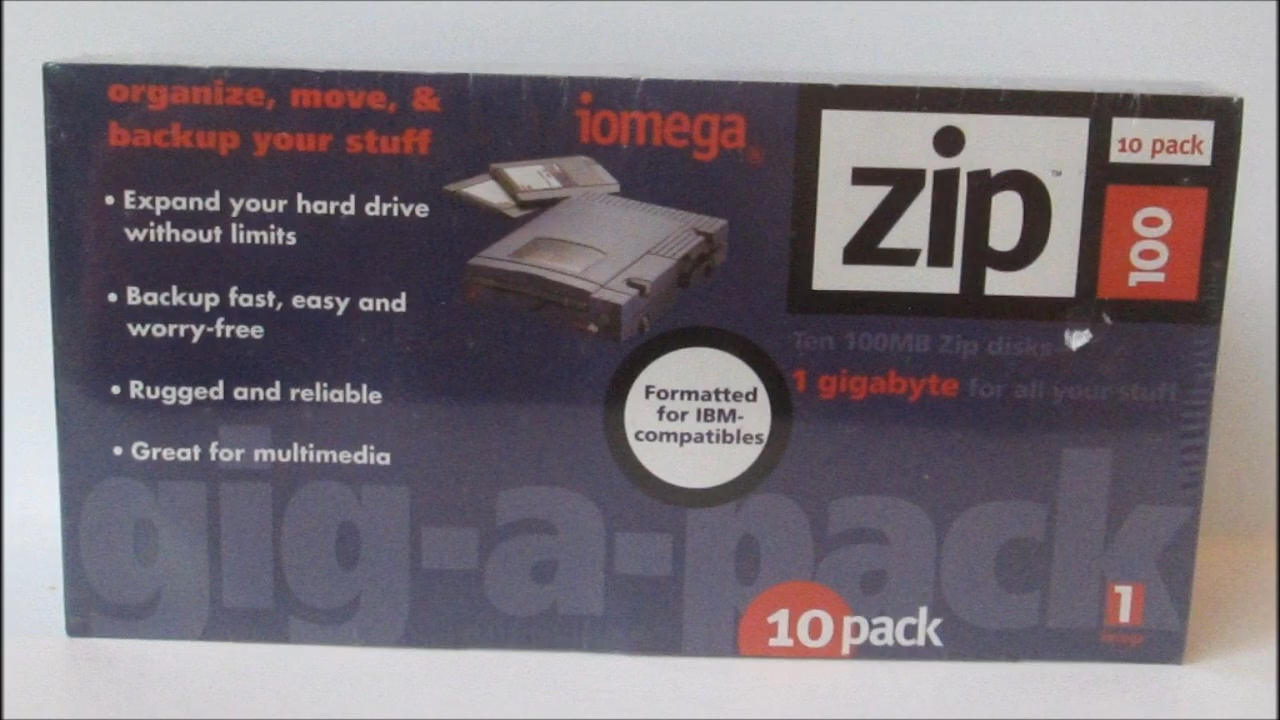 organize, move, &
backup your stuff
• Expand your hard drive
without limits
• Backup fast, easy and
worry-free
• Rugged and reliable
• Great for multimedia
iomega®
zip™
10 pack
100
Ten 100MB Zip disks
1 gigabyte for all your stuff
Formatted
for IBM-
compatibles
gig-a-pack
10 pack
1
iomega